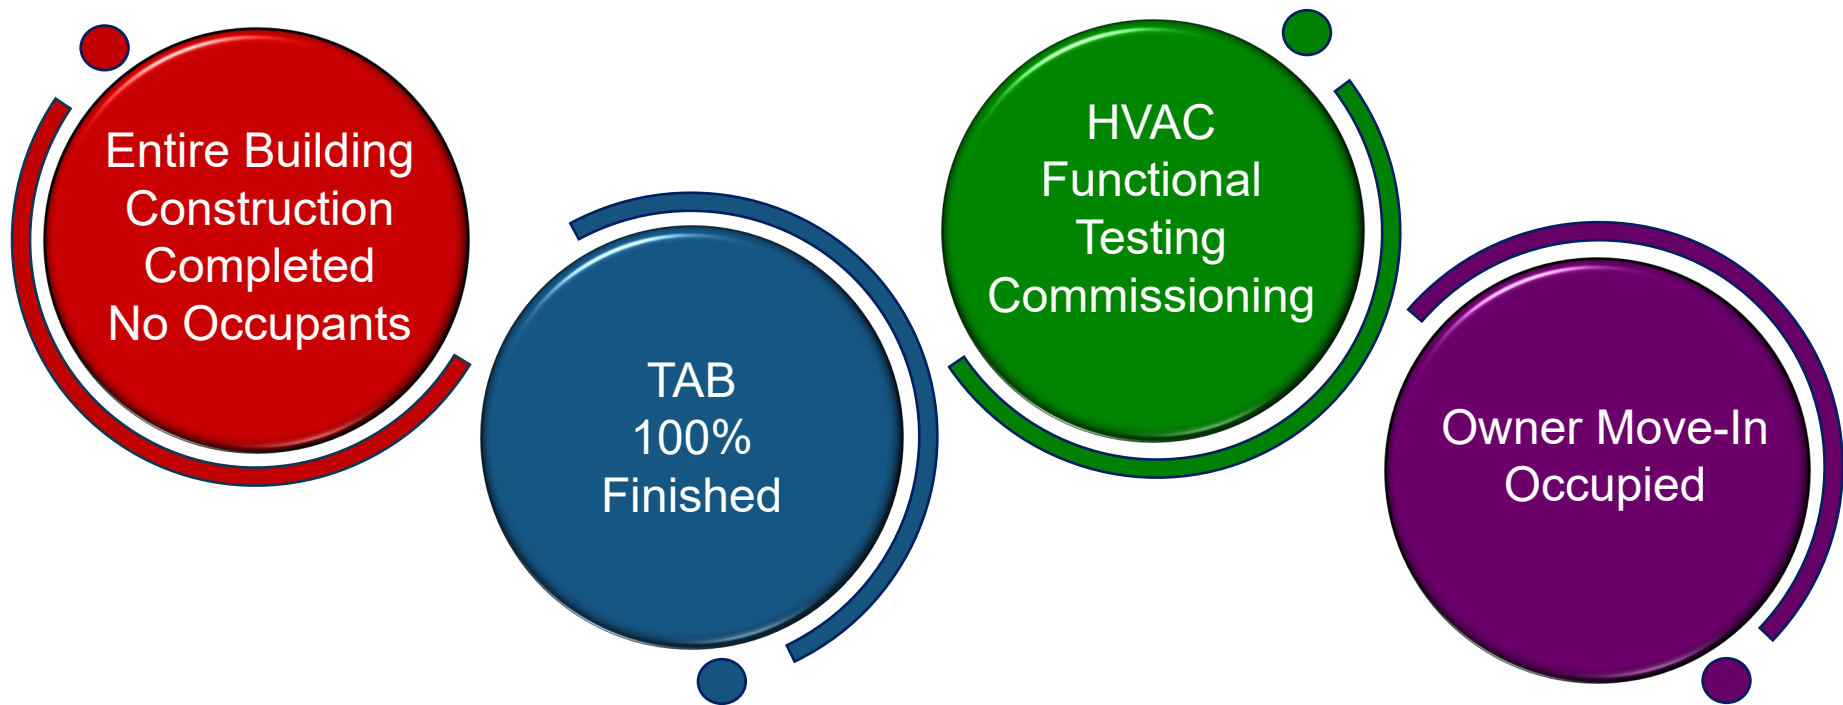 Entire Building
Construction
Completed
No Occupants
TAB
100%
Finished
HVAC
Functional
Testing
Commissioning
Owner Move-In
Occupied